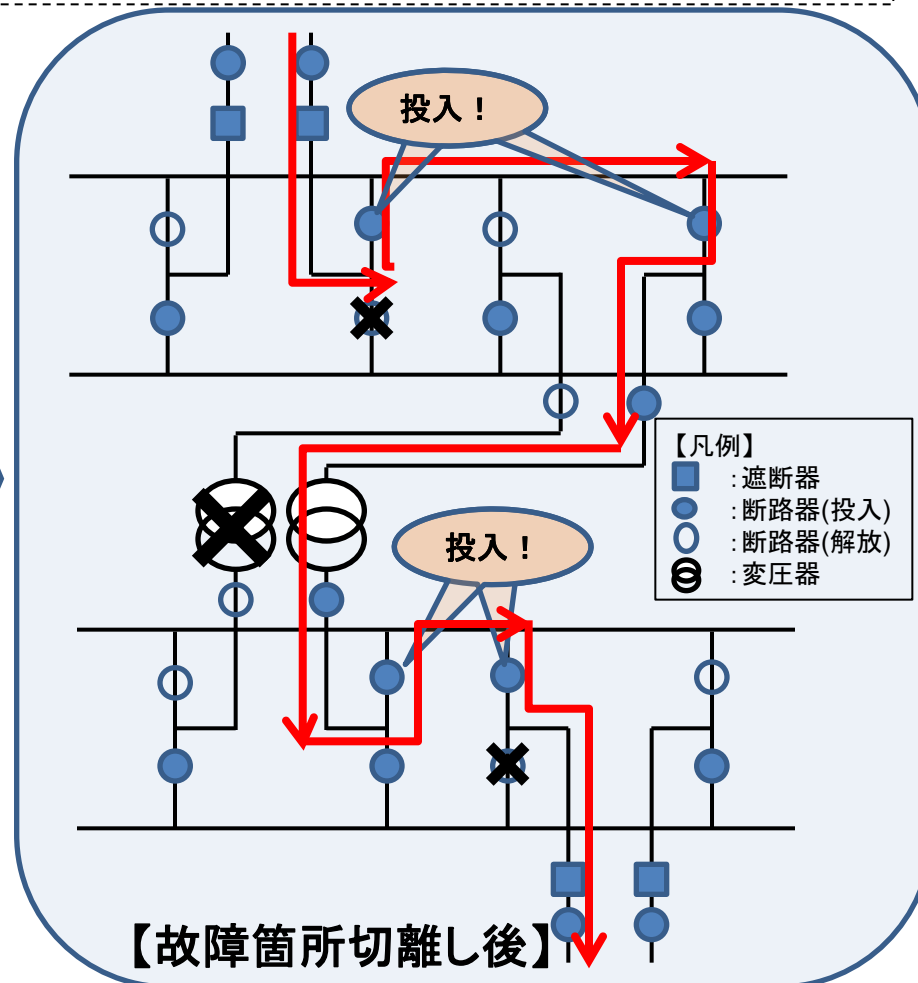 投入！
【凡例】
：遮断器
：断路器(投入)
：断路器(解放)
：変圧器
投入！
【故障箇所切離し後】